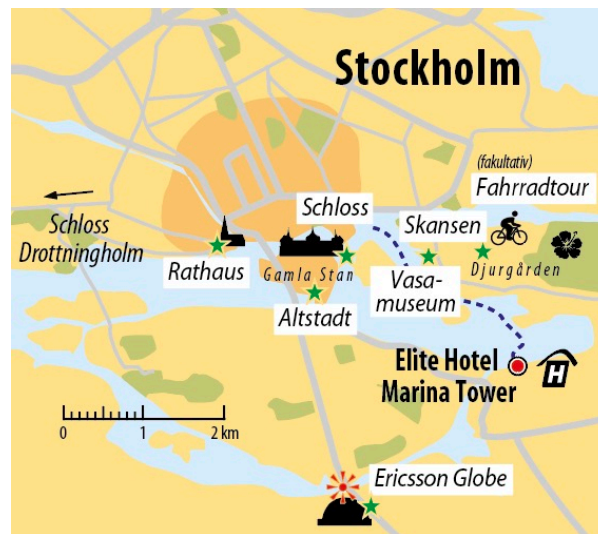 Stockholm
(fakultativ)
Fahrradtour
Schloss
Skansen
Schloss
Drottningholm
Rathaus
Gamla Stan
Djurgården
Vasa-
museum
Altstadt
Elite Hotel
Marina Tower
H
0 1 2 km
Ericsson Globe